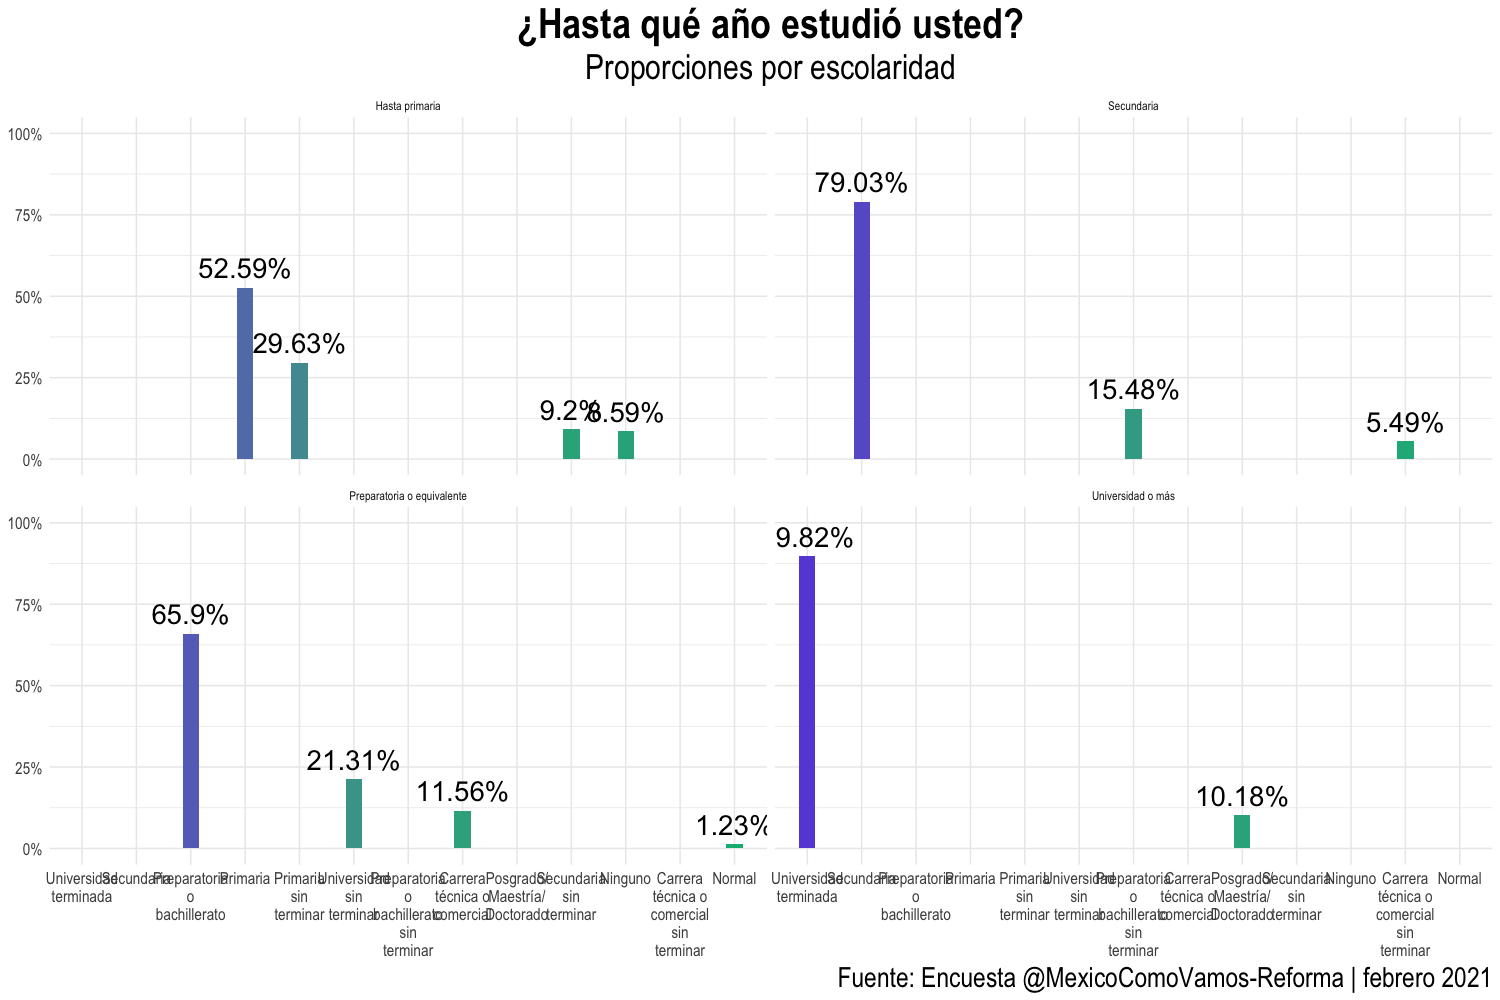 ¿Hasta qué año estudió usted?
Proporciones por escolaridad
Hasta primaria
100%
75%
50%
25%
0%
52.59%
29.63%
9.2%
8.59%
Secundaria
79.03%
15.48%
5.49%
Preparatoria o equivalente
100%
75%
50%
25%
0%
65.9%
21.31%
11.56%
1.23%
Universidad o más
9.82%
10.18%
Universidad
terminada
Secundaria
Preparatoria
o
bachillerato
Primaria
Primaria
sin
terminar
Universidad
sin
terminar
Preparatoria
o
bachillerato
sin
terminar
Carrera
técnica o
comercial
Posgrado/
Maestría/
Doctorado
Secundaria
sin
terminar
Ninguno
Carrera
técnica o
comercial
sin
terminar
Normal
Universidad
terminada
Secundaria
Preparatoria
o
bachillerato
Primaria
Primaria
sin
terminar
Universidad
sin
terminar
Preparatoria
o
bachillerato
sin
terminar
Carrera
técnica o
comercial
Posgrado/
Maestría/
Doctorado
Secundaria
sin
terminar
Ninguno
Carrera
técnica o
comercial
sin
terminar
Normal
Fuente: Encuesta @MexicoComoVamos-Reforma | febrero 2021